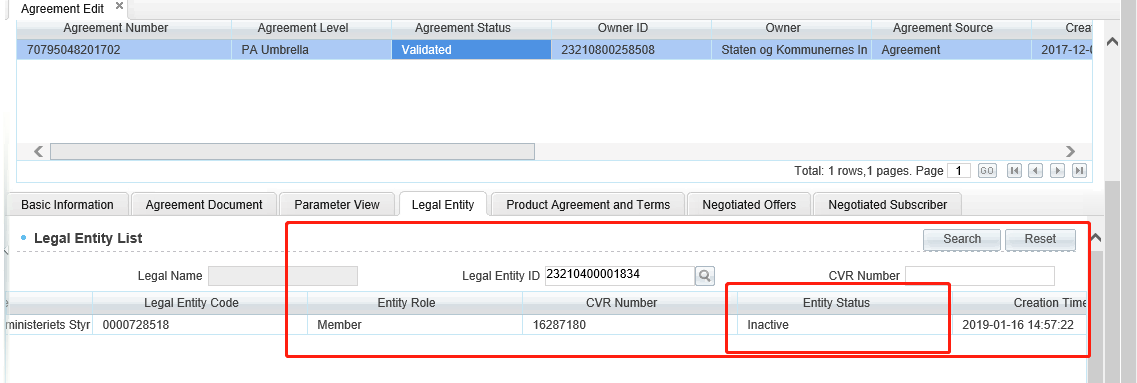 Agreement Edit
Agreement Number Agreement Level Agreement Status Owner ID Owner Agreement Source Creat
70795048201702 PA Umbrella Validated 23210800258508 Staten og Kommunernes In Agreement 2017-12-0
Total: 1 rows,1 pages. Page 1 GO
Basic Information Agreement Document Parameter View Legal Entity Product Agreement and Terms Negotiated Offers Negotiated Subscriber
Legal Entity List Search Reset
Legal Name Legal Entity ID 23210400001834 CVR Number
e Legal Entity Code Entity Role CVR Number Entity Status Creation Time
ministeriets Styr 0000728518 Member 16287180 Inactive 2019-01-16 14:57:22